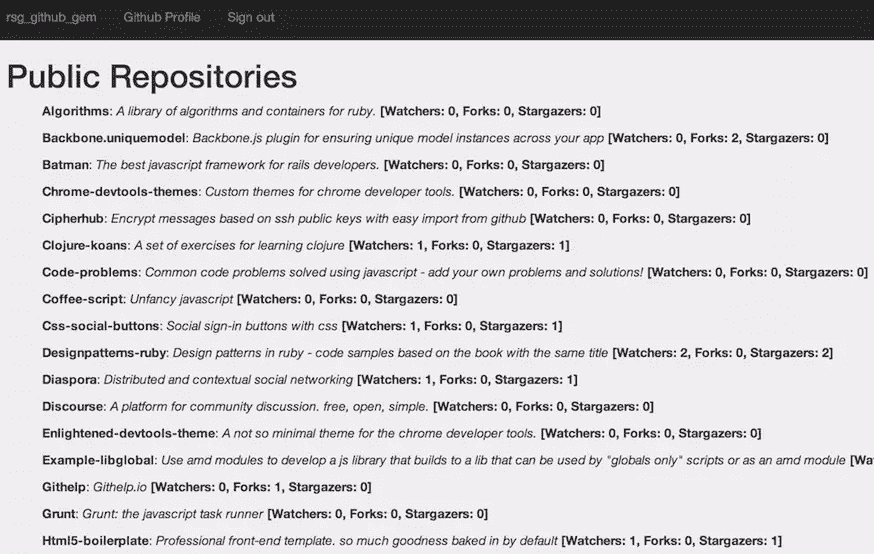 rsg_github_gem Github Profile Sign out
Public Repositories
Algorithms: A library of algorithms and containers for ruby. [Watchers: 0, Forks: 0, Stargazers: 0]
Backbone.uniquemodel: Backbone.js plugin for ensuring unique model instances across your app [Watchers: 0, Forks: 2, Stargazers: 0]
Batman: The best javascript framework for rails developers. [Watchers: 0, Forks: 0, Stargazers: 0]
Chrome-devtools-themes: Custom themes for chrome developer tools. [Watchers: 0, Forks: 0, Stargazers: 0]
Cipherhub: Encrypt messages based on ssh public keys with easy import from github [Watchers: 0, Forks: 0, Stargazers: 0]
Clojure-koans: A set of exercises for learning clojure [Watchers: 1, Forks: 0, Stargazers: 1]
Code-problems: Common code problems solved using javascript - add your own problems and solutions! [Watchers: 0, Forks: 0, Stargazers: 0]
Coffee-script: Unfancy javascript [Watchers: 0, Forks: 0, Stargazers: 0]
Css-social-buttons: Social sign-in buttons with css [Watchers: 1, Forks: 0, Stargazers: 1]
Designpatterns-ruby: Design patterns in ruby - code samples based on the book with the same title [Watchers: 2, Forks: 0, Stargazers: 2]
Diaspora: Distributed and contextual social networking [Watchers: 1, Forks: 0, Stargazers: 1]
Discourse: A platform for community discussion. free, open, simple. [Watchers: 0, Forks: 0, Stargazers: 0]
Enlightened-devtools-theme: A not so minimal theme for the chrome developer tools. [Watchers: 0, Forks: 0, Stargazers: 0]
Example-libglobal: Use amd modules to develop a js library that builds to a lib that can be used by "globals only" scripts or as an amd module [Wa
Githelp: Githelp.io [Watchers: 0, Forks: 1, Stargazers: 0]
Grunt: Grunt: the javascript task runner [Watchers: 0, Forks: 0, Stargazers: 0]
Html5-boilerplate: Professional front-end template. so much goodness baked in by default [Watchers: 1, Forks: 0, Stargazers: 1]